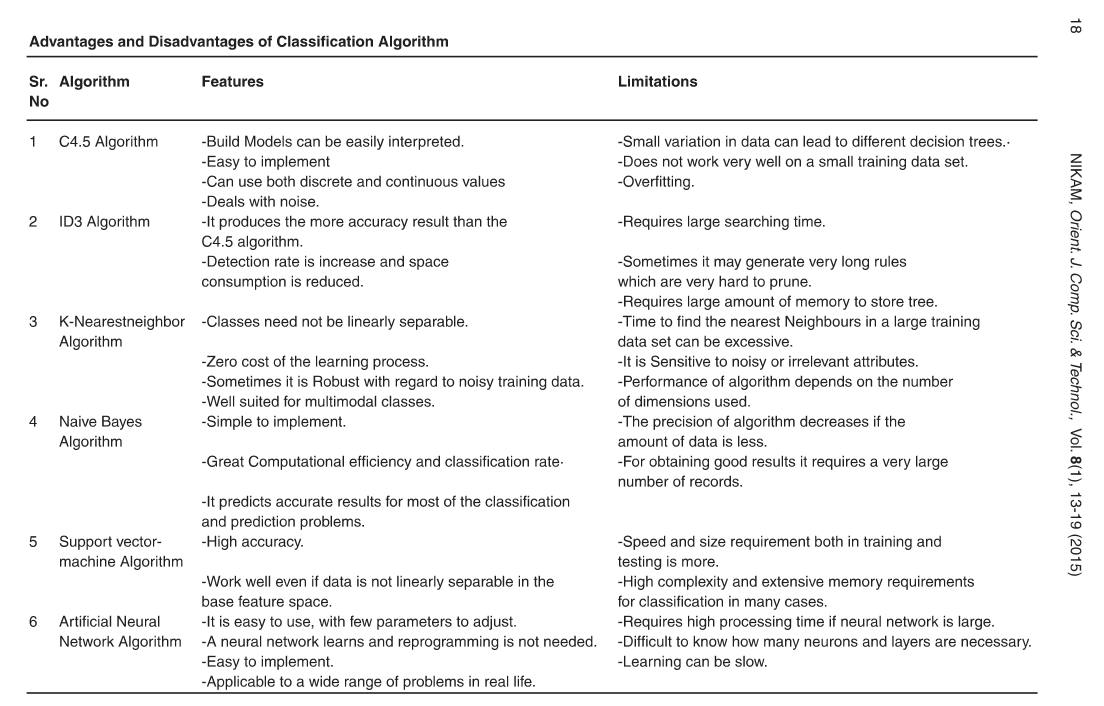 Advantages and Disadvantages of Classification Algorithm
Sr. Algorithm Features Limitations
No
1 C4.5 Algorithm -Build Models can be easily interpreted. -Small variation in data can lead to different decision trees.·
-Easy to implement -Does not work very well on a small training data set.
-Can use both discrete and continuous values -Overfitting.
-Deals with noise.
2 ID3 Algorithm -It produces the more accuracy result than the -Requires large searching time.
C4.5 algorithm.
-Detection rate is increase and space -Sometimes it may generate very long rules
consumption is reduced. which are very hard to prune.
-Requires large amount of memory to store tree.
3 K-Nearestneighbor -Classes need not be linearly separable. -Time to find the nearest Neighbours in a large training
Algorithm data set can be excessive.
-Zero cost of the learning process. -It is Sensitive to noisy or irrelevant attributes.
-Sometimes it is Robust with regard to noisy training data. -Performance of algorithm depends on the number
-Well suited for multimodal classes. of dimensions used.
4 Naive Bayes -Simple to implement. -The precision of algorithm decreases if the
Algorithm amount of data is less.
-Great Computational efficiency and classification rate· -For obtaining good results it requires a very large
number of records.
-It predicts accurate results for most of the classification
and prediction problems.
5 Support vector- -High accuracy. -Speed and size requirement both in training and
machine Algorithm testing is more.
-Work well even if data is not linearly separable in the -High complexity and extensive memory requirements
base feature space. for classification in many cases.
6 Artificial Neural -It is easy to use, with few parameters to adjust. -Requires high processing time if neural network is large.
Network Algorithm -A neural network learns and reprogramming is not needed. -Difficult to know how many neurons and layers are necessary.
-Easy to implement. -Learning can be slow.
-Applicable to a wide range of problems in real life.
18
NIKAM, Orient. J. Comp. Sci. & Technol., Vol. 8(1), 13-19 (2015)